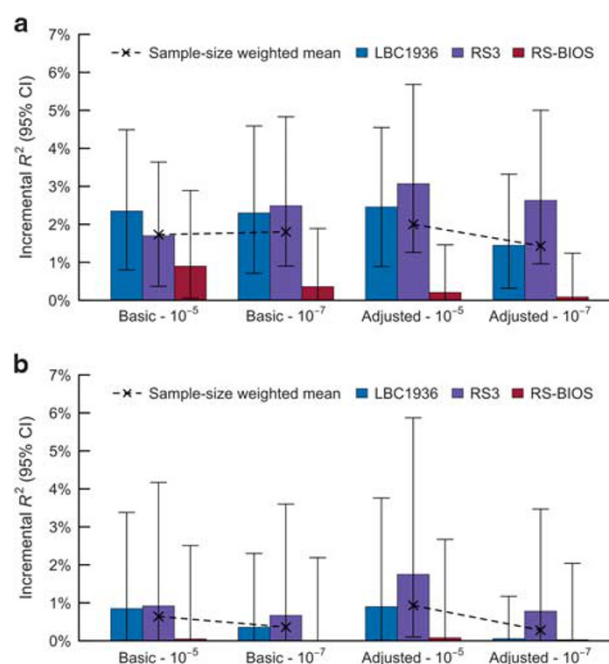 a
7%
6%
5%
4%
3%
2%
1%
0%
Incremental R² (95% CI)
Sample-size weighted mean LBC1936 RS3 RS-BIOS
Basic - 10⁻⁵ Basic - 10⁻⁷ Adjusted - 10⁻⁵ Adjusted - 10⁻⁷
b
7%
6%
5%
4%
3%
2%
1%
0%
Incremental R² (95% CI)
Sample-size weighted mean LBC1936 RS3 RS-BIOS
Basic - 10⁻⁵ Basic - 10⁻⁷ Adjusted - 10⁻⁵ Adjusted - 10⁻⁷